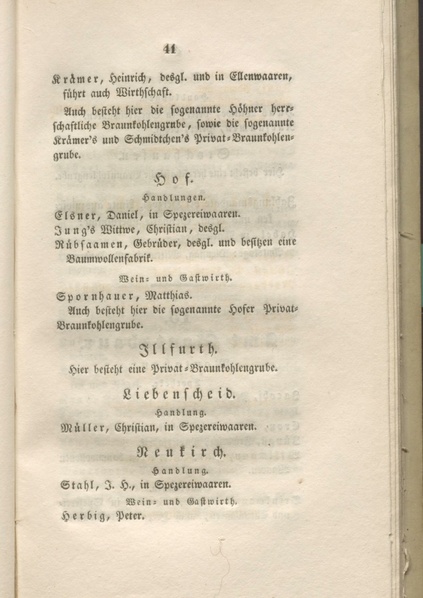 41
Krämer, Heinrich, desgl. und in Ellenwaaren,
führt auch Wirthschaft.
Auch besteht hier die sogenannte Höhner herr-
schaftliche Braunkohlengrube, sowie die sogenannte
Krämer's und Schmidtchen's Privat-Braunkohlen-
grube.
Hof.
Handlungen.
Elsner, Daniel, in Spezereiwaaren.
Jung's Wittwe, Christian, desgl.
Rübsaamen, Gebrüder, desgl. und besitzen eine
Baumwollenfabrik.
Wein- und Gastwirth.
Spornhauer, Matthias.
Auch besteht hier die sogenannte Hofer Privat-
Braunkohlengrube.
Illfurth.
Hier besteht eine Privat-Braunkohlengrube.
Liebenscheid.
Handlung.
Müller, Christian, in Spezereiwaaren.
Neukirch.
Handlung.
Stahl, J. H., in Spezereiwaaren.
Wein- und Gastwirth.
Herbig, Peter.